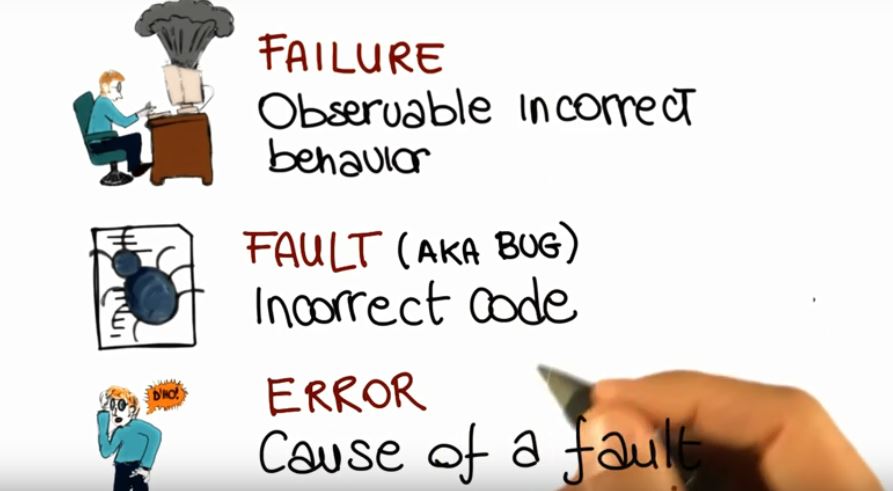 FAILURE
Observable incorrect
behavior
FAULT (AKA BUG)
Incorrect code
D'HO!
ERROR
Cause of a fault